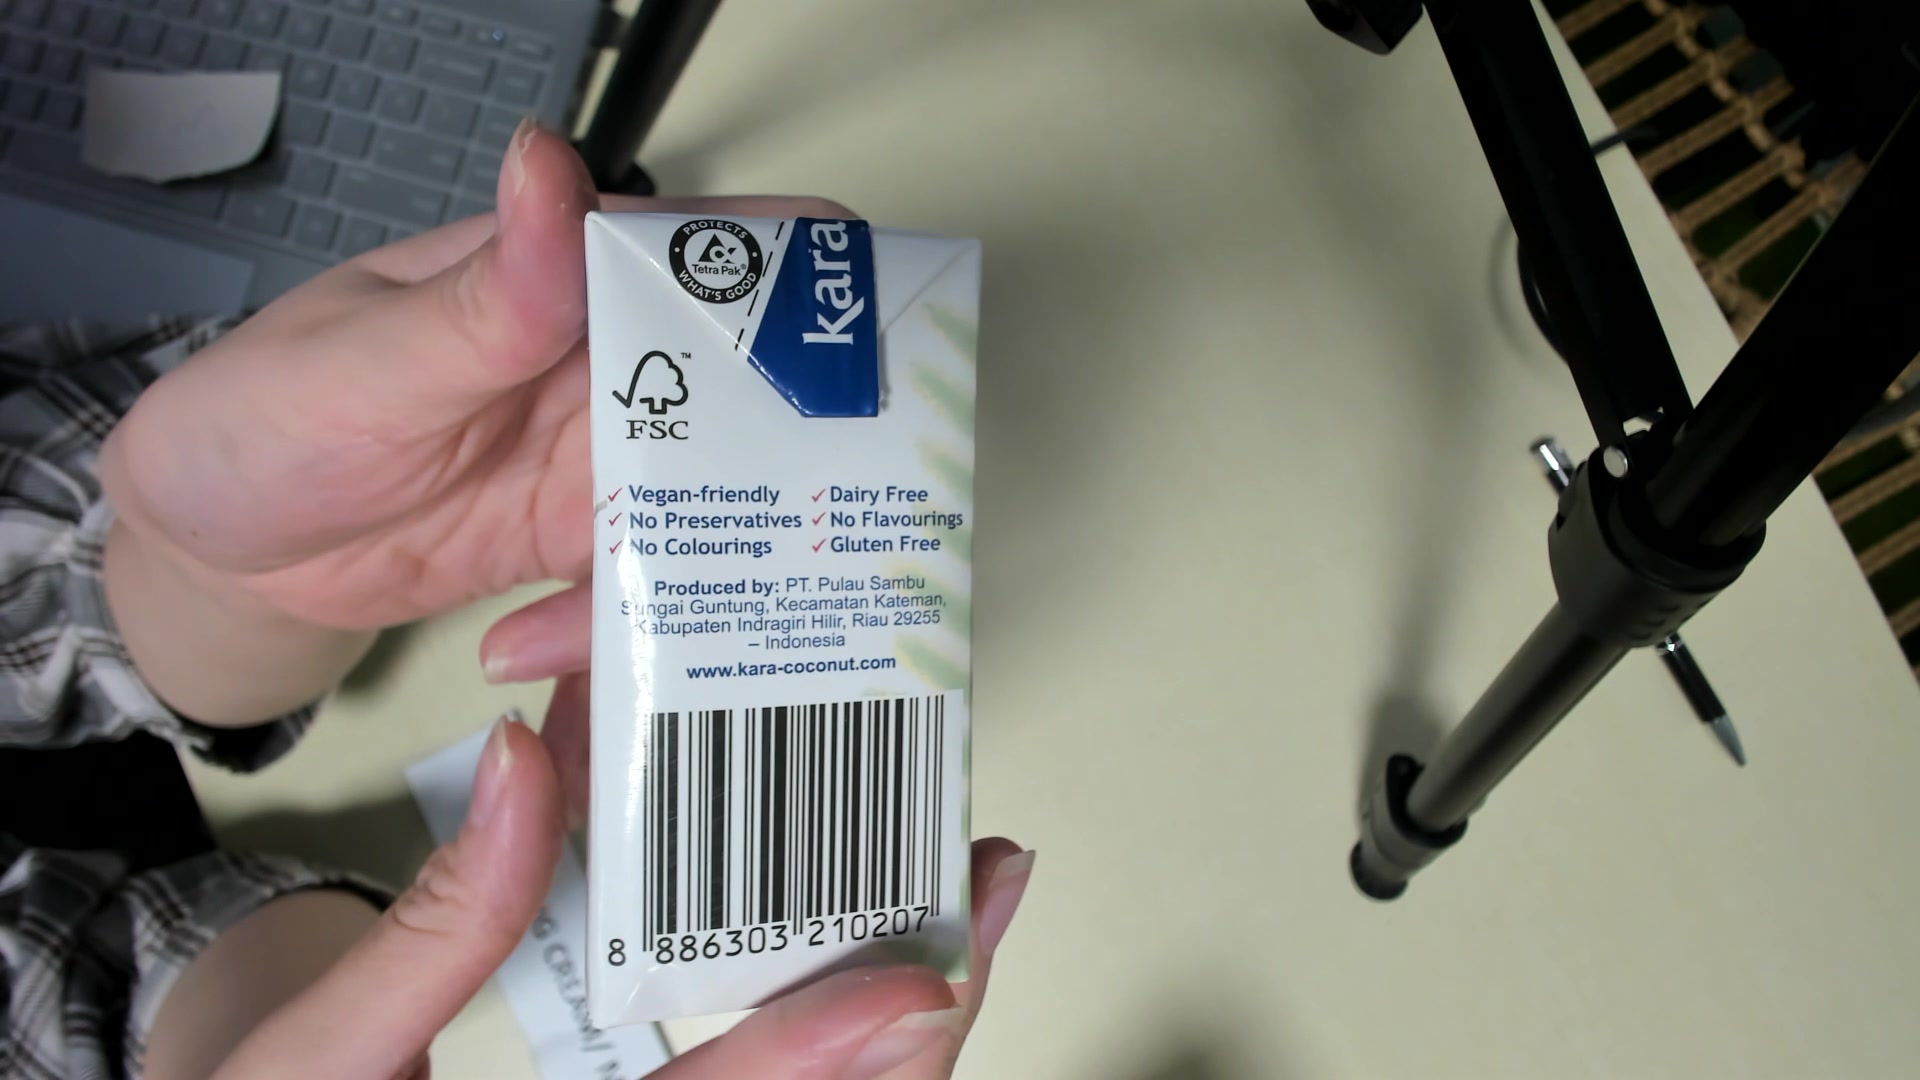 PROTECTS
Tetra Pak®
WHAT'S GOOD
kara
FSC
™
✓ Vegan-friendly ✓ Dairy Free
✓ No Preservatives ✓ No Flavourings
✓ No Colourings ✓ Gluten Free
Produced by: PT. Pulau Sambu
Sungai Guntung, Kecamatan Kateman,
Kabupaten Indragiri Hilir, Riau 29255
– Indonesia
www.kara-coconut.com
8 886303 210207
CREAM/